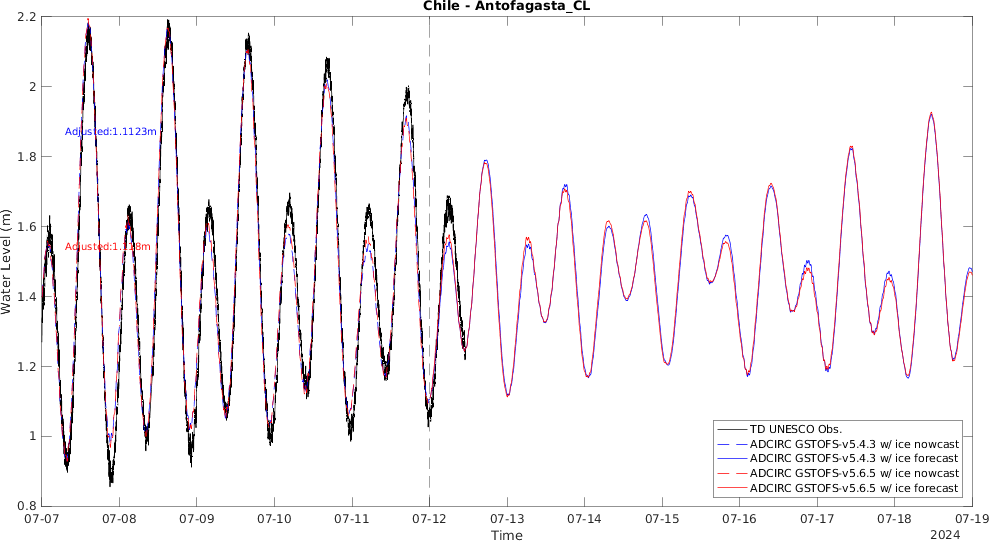 Chile - Antofagasta_CL
2.2
2
1.8
1.6
1.4
1.2
1
0.8
Water Level (m)
Adjusted:1.1123m
Adjusted:1.118m
TD UNESCO Obs.
ADCIRC GSTOFS-v5.4.3 w/ ice nowcast
ADCIRC GSTOFS-v5.4.3 w/ ice forecast
ADCIRC GSTOFS-v5.6.5 w/ ice nowcast
ADCIRC GSTOFS-v5.6.5 w/ ice forecast
07-07 07-08 07-09 07-10 07-11 07-12 07-13 07-14 07-15 07-16 07-17 07-18 07-19
Time
2024